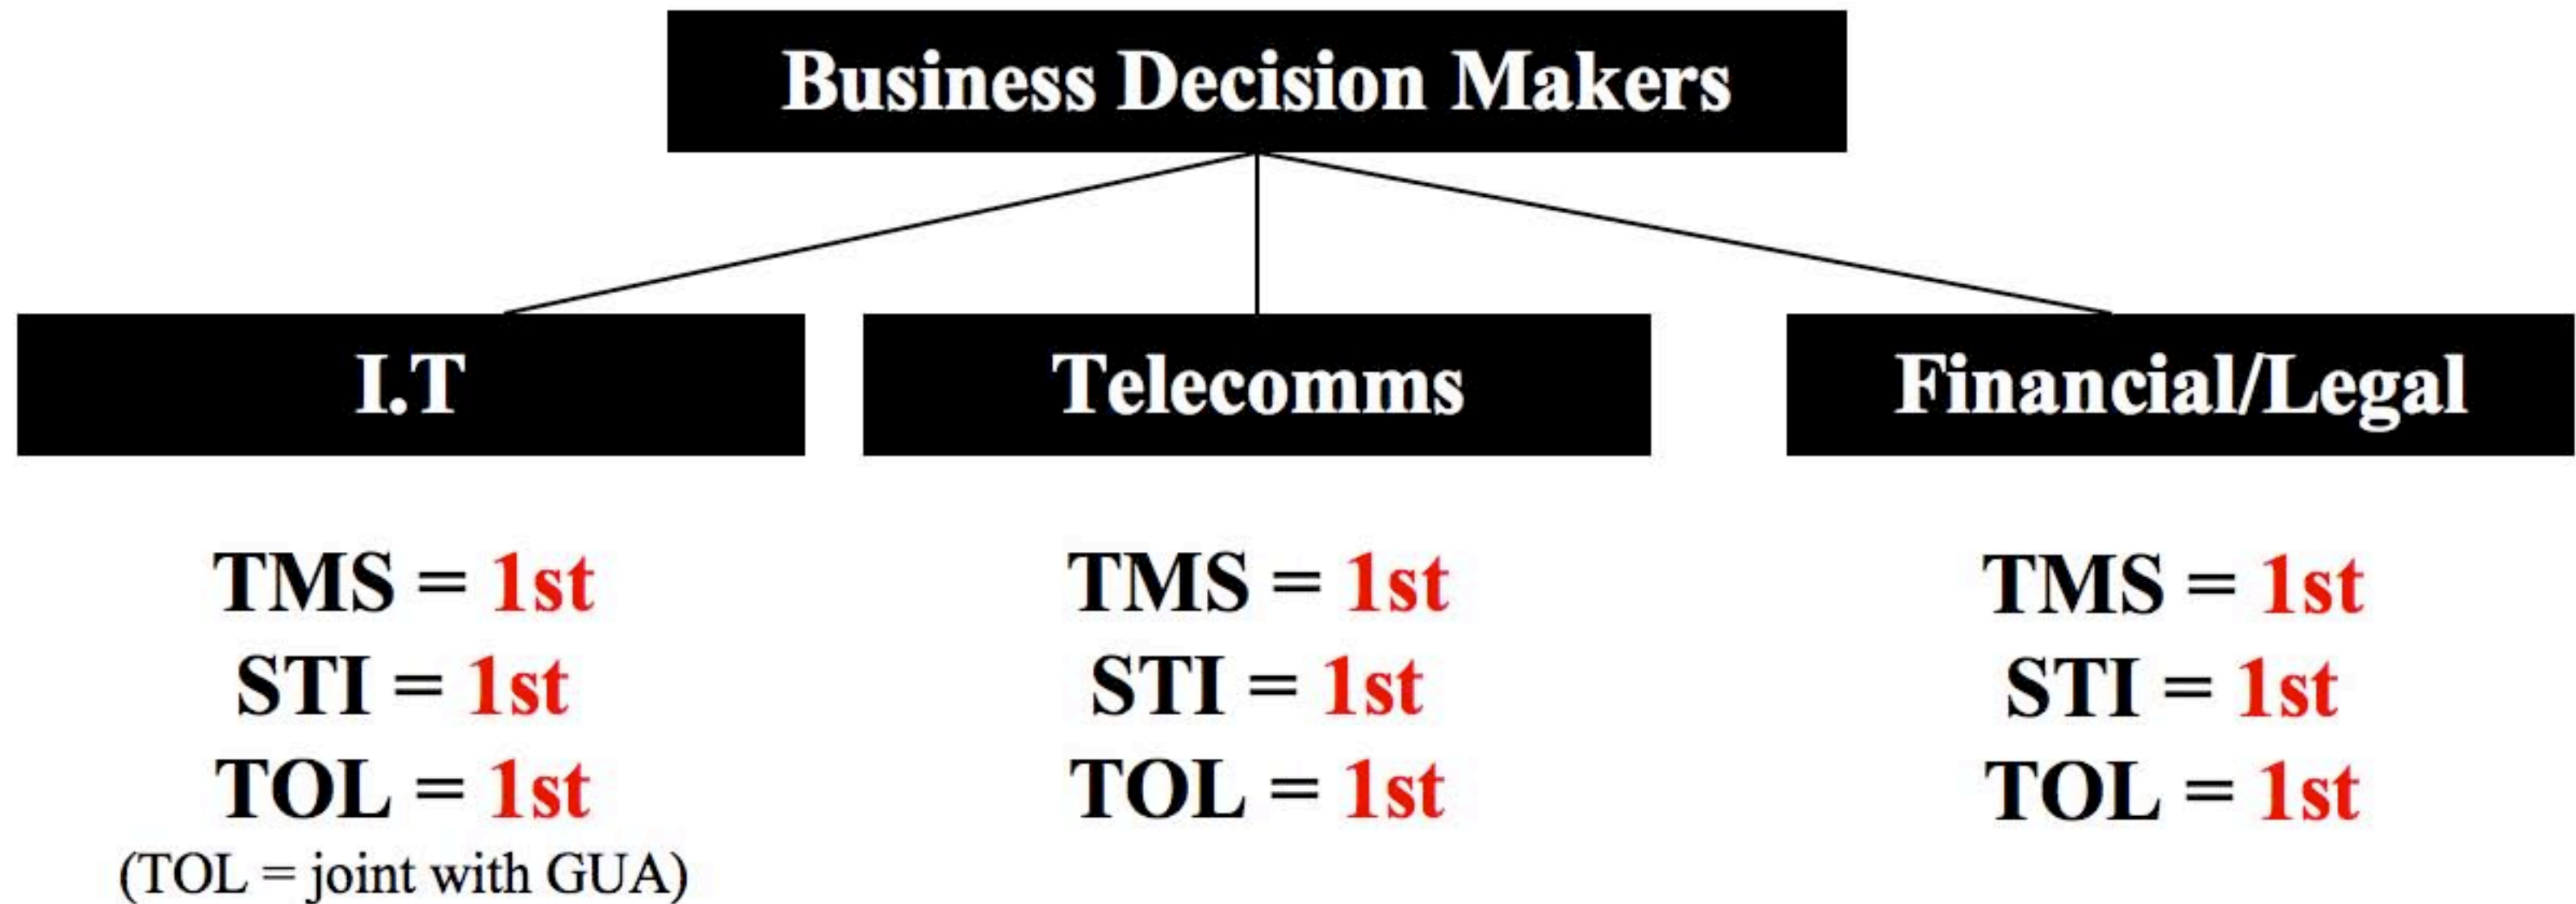 Business Decision Makers
I.T
Telecomms
Financial/Legal
TMS = 1st
STI = 1st
TOL = 1st
(TOL = joint with GUA)
TMS = 1st
STI = 1st
TOL = 1st
TMS = 1st
STI = 1st
TOL = 1st